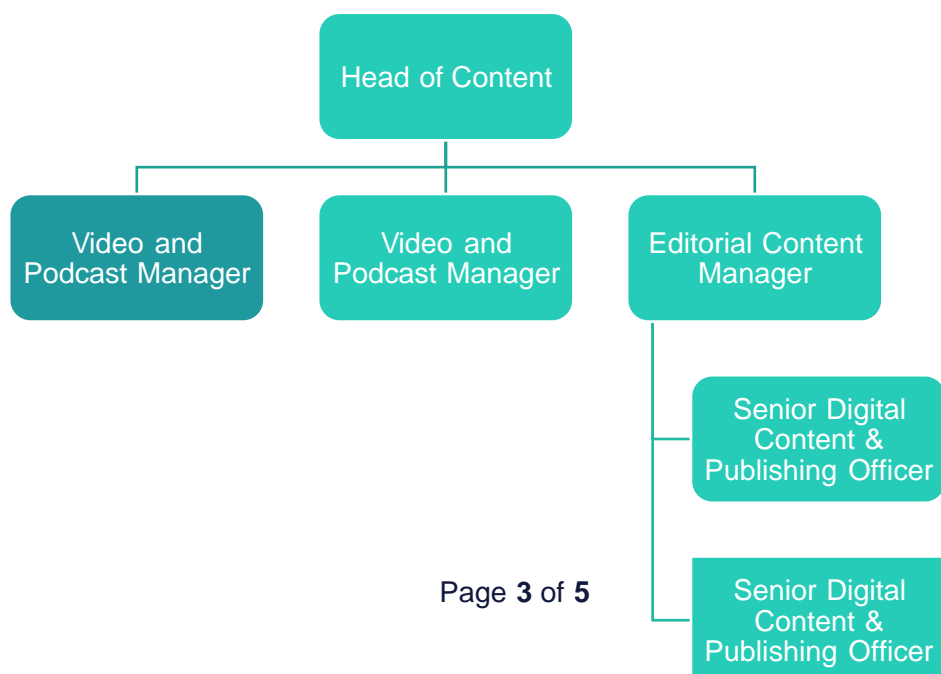 Head of Content
Video and
Podcast Manager
Video and
Podcast Manager
Editorial Content
Manager
Senior Digital
Content &
Publishing Officer
Page 3 of 5
Senior Digital
Content &
Publishing Officer